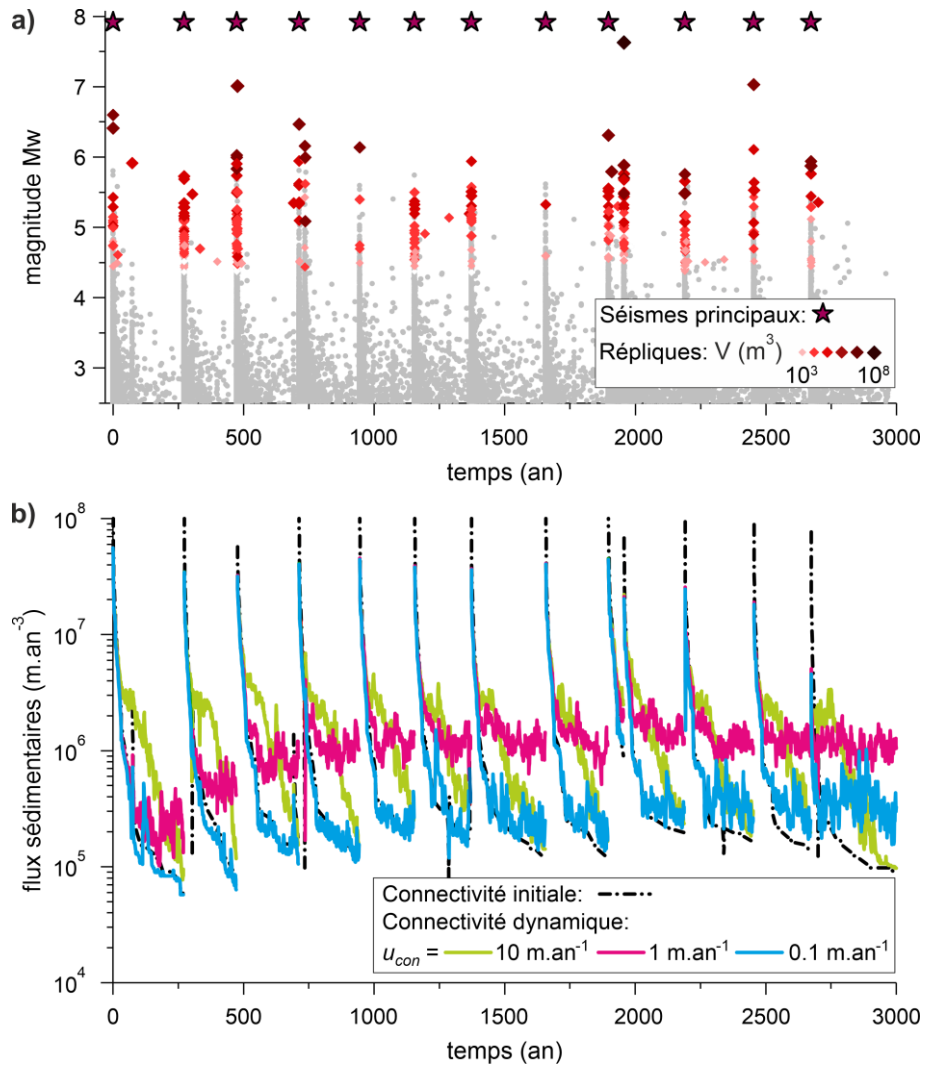 a)
8
7
6
5
4
3
magnitude Mw
Séismes principaux:
Répliques: V (m³)
10³ 10⁸
0 500 1000 1500 2000 2500 3000
temps (an)
b)
10⁸
10⁷
10⁶
10⁵
10⁴
flux sédimentaires (m.an⁻³)
Connectivité initiale:
Connectivité dynamique:
u_con = 10 m.an⁻¹ 1 m.an⁻¹ 0.1 m.an⁻¹
0 500 1000 1500 2000 2500 3000
temps (an)